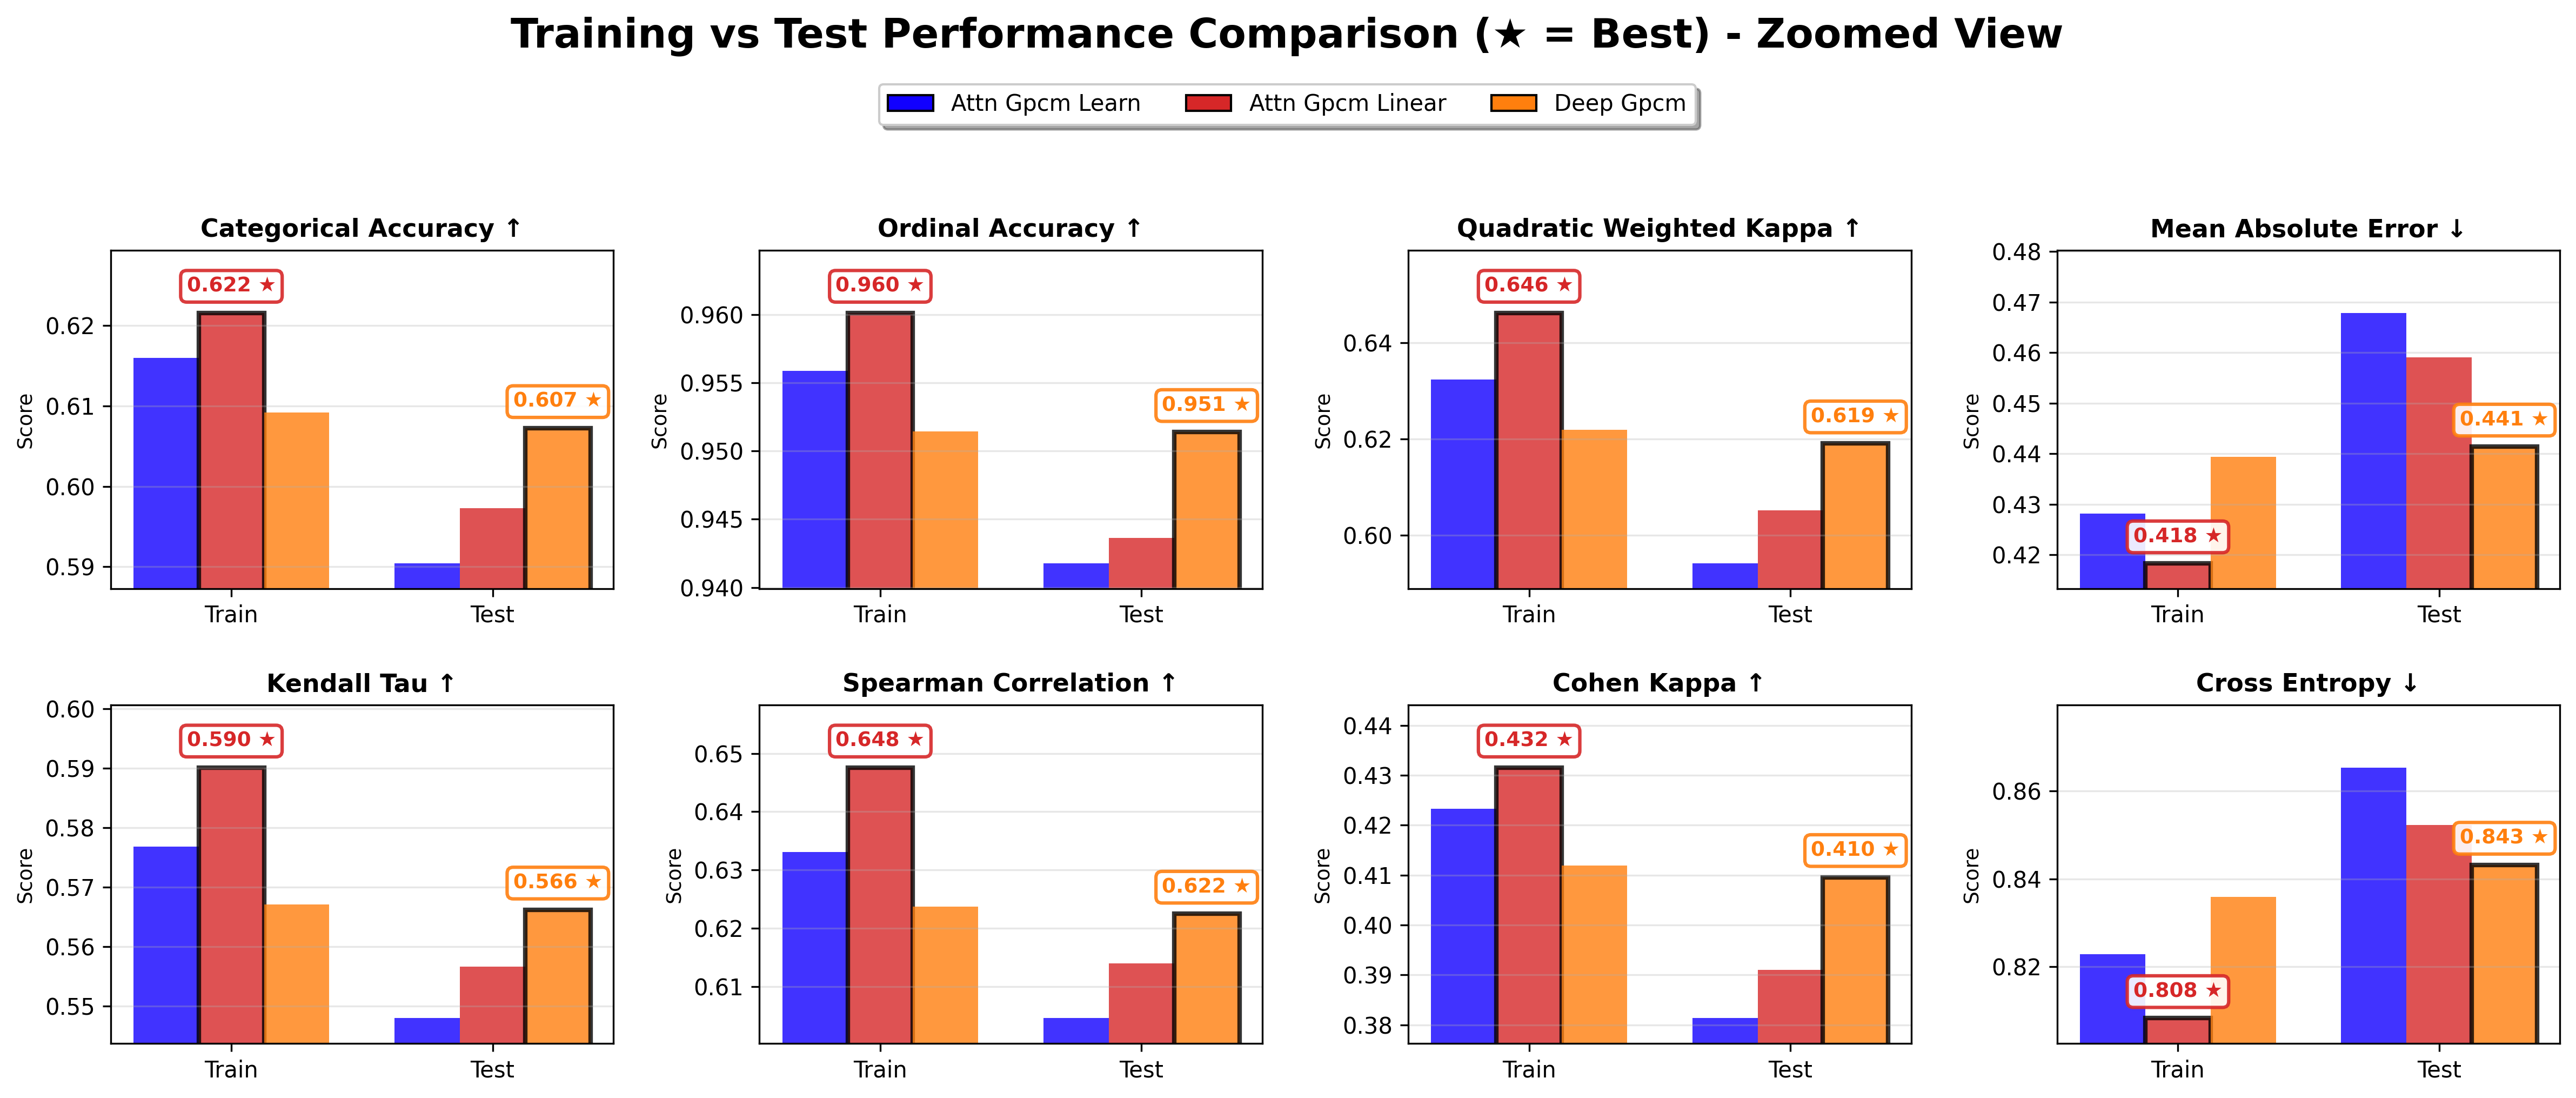 Training vs Test Performance Comparison (★ = Best) - Zoomed View
Attn Gpcm Learn
Attn Gpcm Linear
Deep Gpcm
Categorical Accuracy ↑
Score
0.62
0.61
0.60
0.59
0.622 ★
0.607 ★
Train
Test
Ordinal Accuracy ↑
Score
0.960
0.955
0.950
0.945
0.940
0.960 ★
0.951 ★
Train
Test
Quadratic Weighted Kappa ↑
Score
0.64
0.62
0.60
0.646 ★
0.619 ★
Train
Test
Mean Absolute Error ↓
Score
0.48
0.47
0.46
0.45
0.44
0.43
0.42
0.418 ★
0.441 ★
Train
Test
Kendall Tau ↑
Score
0.60
0.59
0.58
0.57
0.56
0.55
0.590 ★
0.566 ★
Train
Test
Spearman Correlation ↑
Score
0.65
0.64
0.63
0.62
0.61
0.648 ★
0.622 ★
Train
Test
Cohen Kappa ↑
Score
0.44
0.43
0.42
0.41
0.40
0.39
0.38
0.432 ★
0.410 ★
Train
Test
Cross Entropy ↓
Score
0.86
0.84
0.82
0.808 ★
0.843 ★
Train
Test